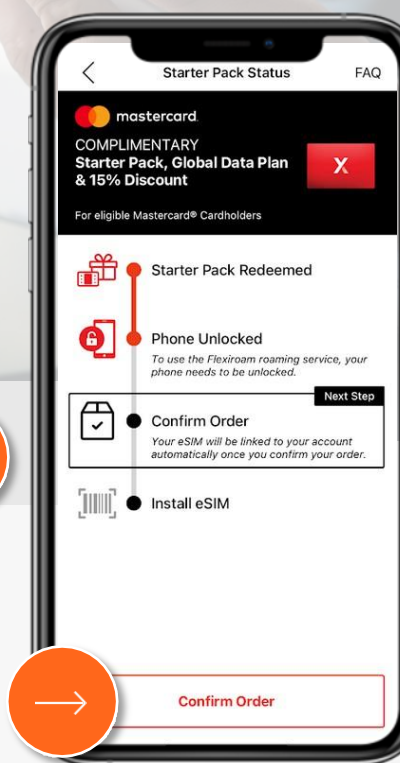 Starter Pack Status
FAQ
mastercard.
COMPLIMENTARY
Starter Pack, Global Data Plan
& 15% Discount
X
For eligible Mastercard® Cardholders
Starter Pack Redeemed
Phone Unlocked
To use the Flexiroam roaming service, your
phone needs to be unlocked.
Next Step
Confirm Order
Your eSIM will be linked to your account
automatically once you confirm your order.
Install eSIM
Confirm Order